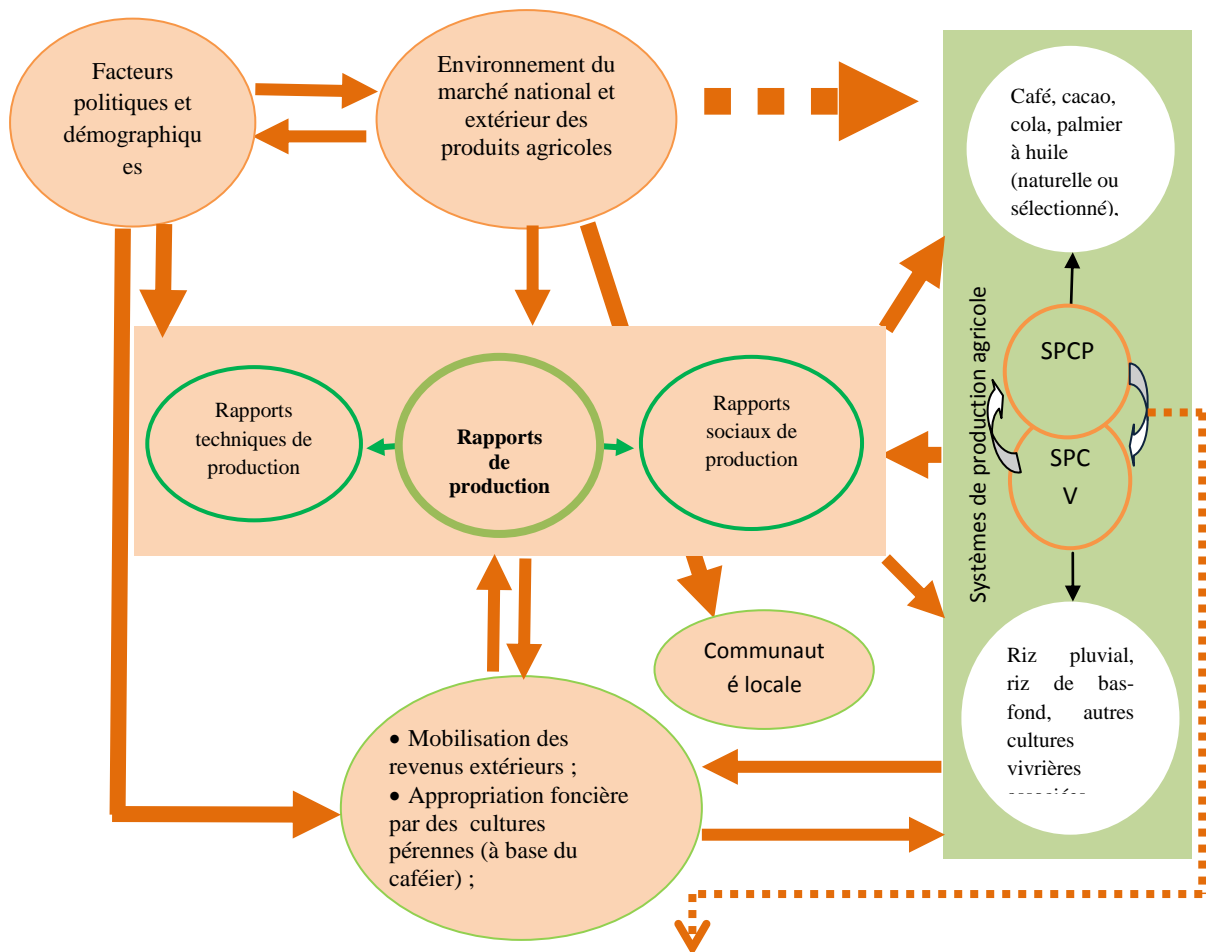 Facteurs
politiques et
démographiqu
es
Environnement du
marché national et
extérieur des
produits agricoles
Café, cacao,
cola, palmier
à huile
(naturelle ou
sélectionné),
Systèmes de production agricole
SPCP
SPC
V
Rapports
techniques de
production
Rapports
de
production
Rapports
sociaux de
production
Communaut
é locale
Riz pluvial,
riz de bas-
fond, autres
cultures
vivrières
associées
• Mobilisation des
revenus extérieurs ;
• Appropriation foncière
par des cultures
pérennes (à base du
caféier) ;